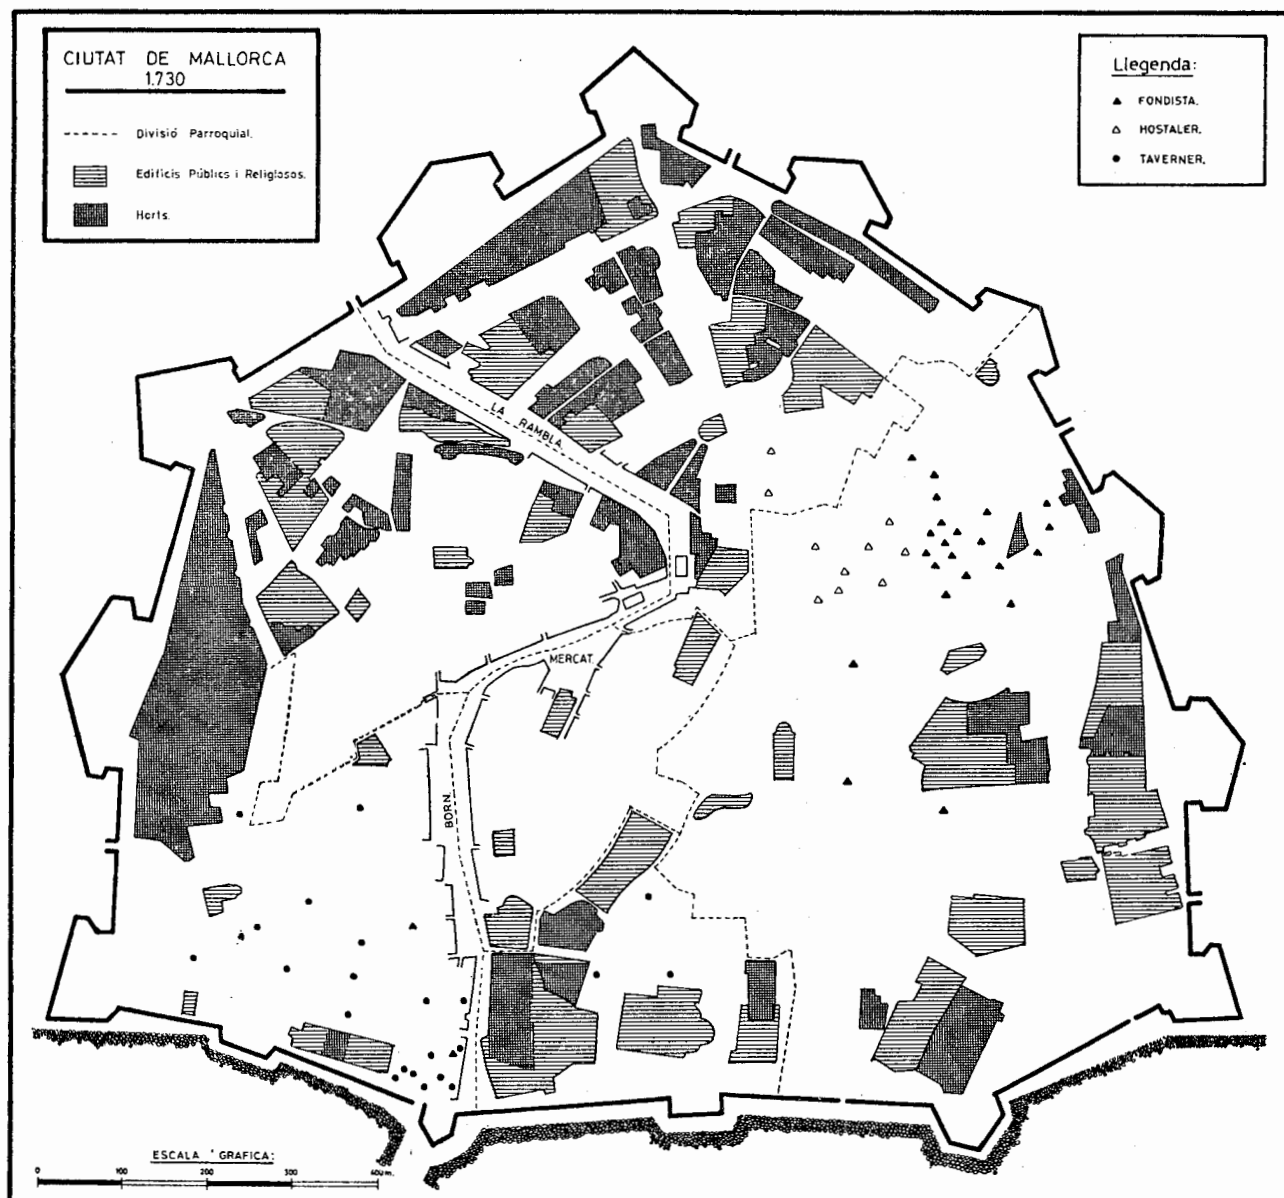 CIUTAT DE MALLORCA
1.730
Divisió Parroquial.
Edificis Públics i Religiosos.
Horts.
Llegenda:
FONDISTA.
HOSTALER.
TAVERNER.
LA RAMBLA.
MERCAT.
BORN.
ESCALA GRAFICA:
0 100 200 300 400 m.